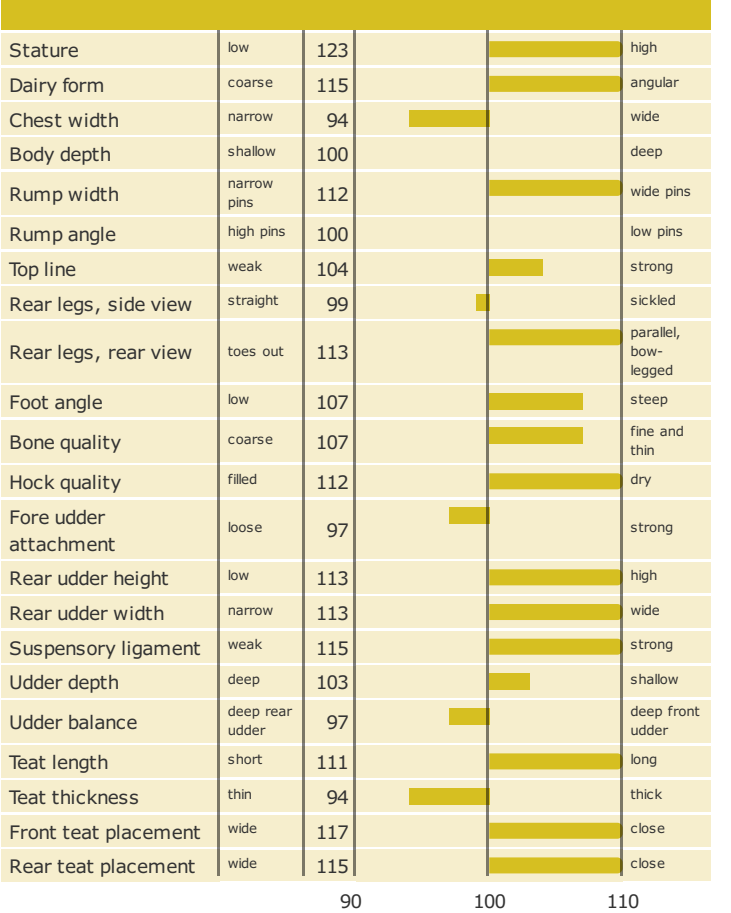 Stature low 123 high
Dairy form coarse 115 angular
Chest width narrow 94 wide
Body depth shallow 100 deep
Rump width narrow pins 112 wide pins
Rump angle high pins 100 low pins
Top line weak 104 strong
Rear legs, side view straight 99 sickled
Rear legs, rear view toes out 113 parallel, bow-legged
Foot angle low 107 steep
Bone quality coarse 107 fine and thin
Hock quality filled 112 dry
Fore udder attachment loose 97 strong
Rear udder height low 113 high
Rear udder width narrow 113 wide
Suspensory ligament weak 115 strong
Udder depth deep 103 shallow
Udder balance deep rear udder 97 deep front udder
Teat length short 111 long
Teat thickness thin 94 thick
Front teat placement wide 117 close
Rear teat placement wide 115 close
90 100 110